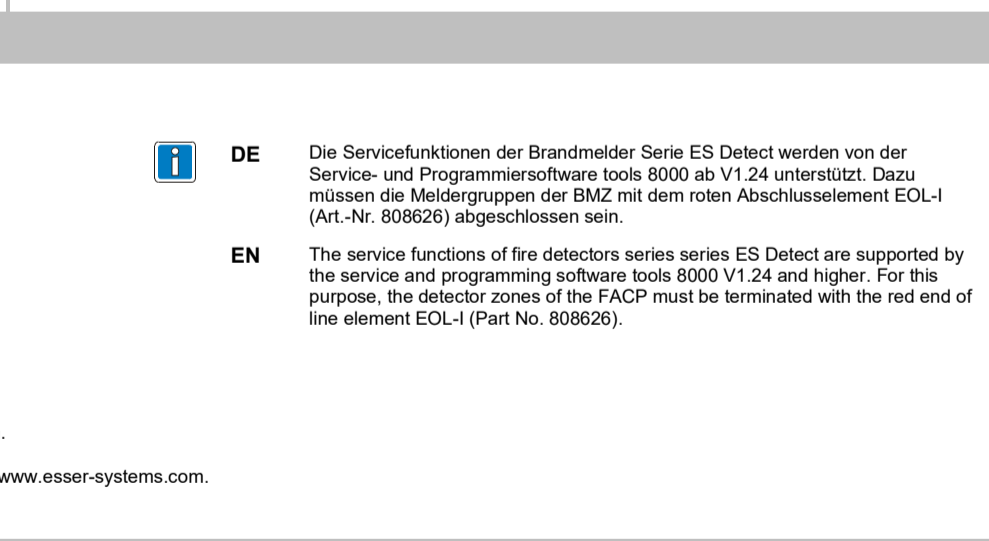 DE
Die Servicefunktionen der Brandmelder Serie ES Detect werden von der
Service- und Programmiersoftware tools 8000 ab V1.24 unterstützt. Dazu
müssen die Meldergruppen der BMZ mit dem roten Abschlusselement EOL-I
(Art.-Nr. 808626) abgeschlossen sein.
EN
The service functions of fire detectors series series ES Detect are supported by
the service and programming software tools 8000 V1.24 and higher. For this
purpose, the detector zones of the FACP must be terminated with the red end of
line element EOL-I (Part No. 808626).
.
www.esser-systems.com.